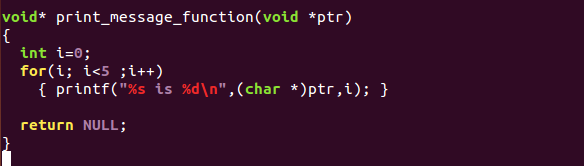 void* print_message_function(void *ptr)
{
  int i=0;
  for(i; i<5 ;i++)
    { printf("%s is %d\n",(char *)ptr,i); }

  return NULL;
}